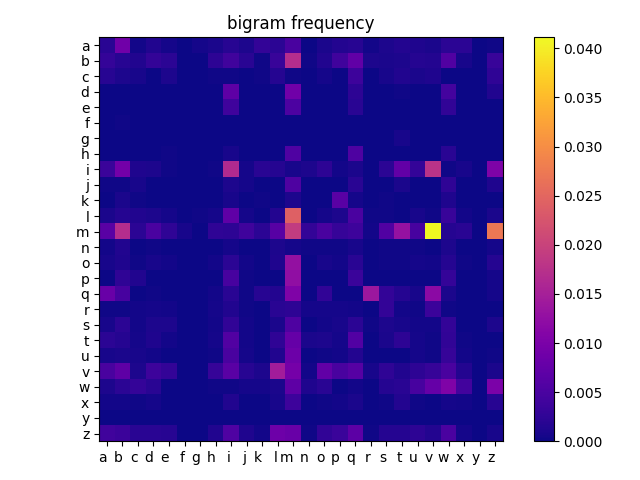 bigram frequency
a
b
c
d
e
f
g
h
i
j
k
l
m
n
o
p
q
r
s
t
u
v
w
x
y
z
a b c d e f g h i j k l m n o p q r s t u v w x y z
0.040
0.035
0.030
0.025
0.020
0.015
0.010
0.005
0.000